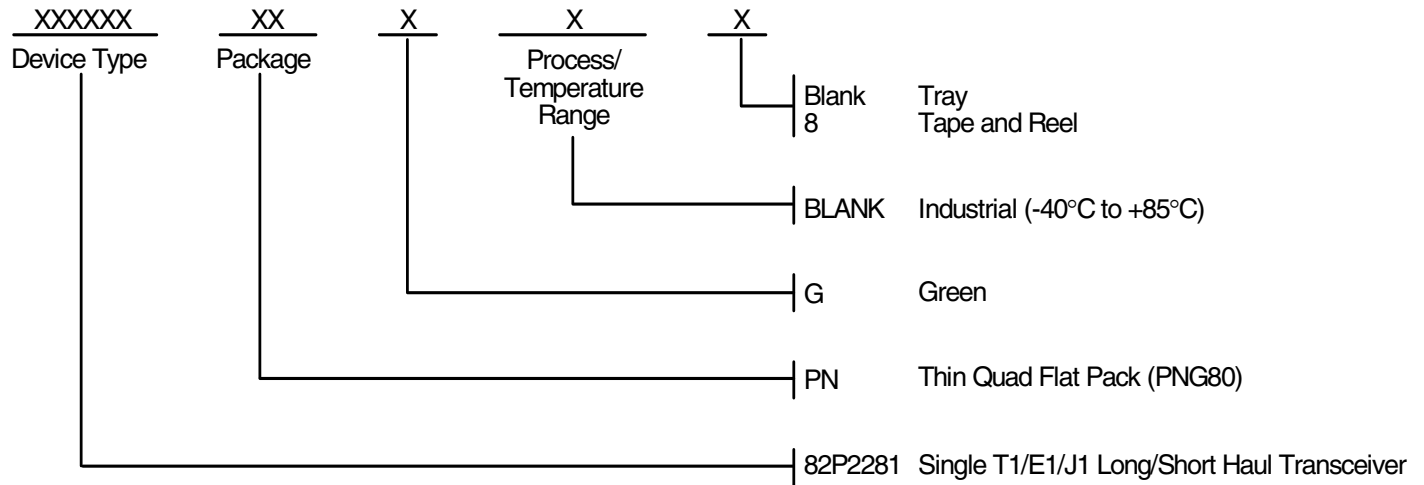 XXXXXX XX X X X
Device Type Package Process/
Temperature
Range
Blank Tray
8 Tape and Reel
BLANK Industrial (-40°C to +85°C)
G Green
PN Thin Quad Flat Pack (PNG80)
82P2281 Single T1/E1/J1 Long/Short Haul Transceiver